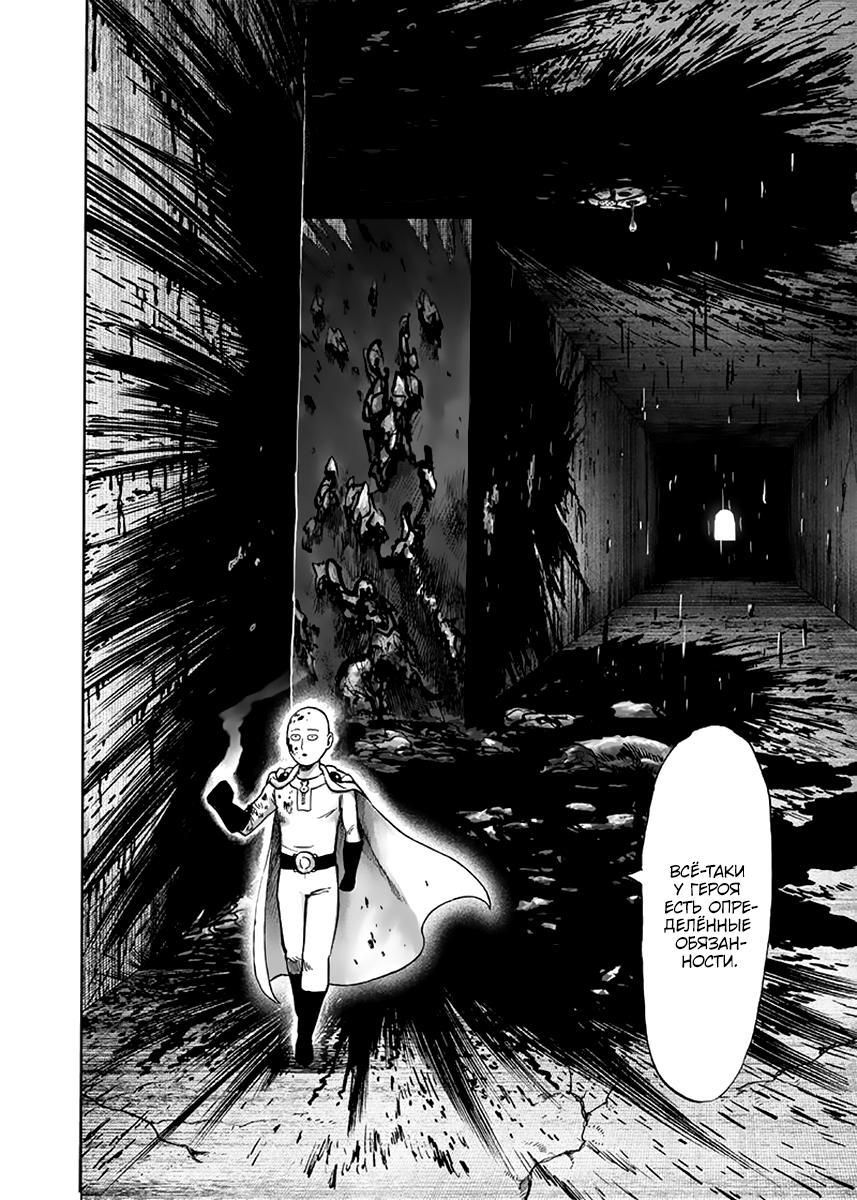 ВСЁ-ТАКИ
У ГЕРОЯ
ЕСТЬ ОПРЕ-
ДЕЛЁННЫЕ
ОБЯЗАН-
НОСТИ.